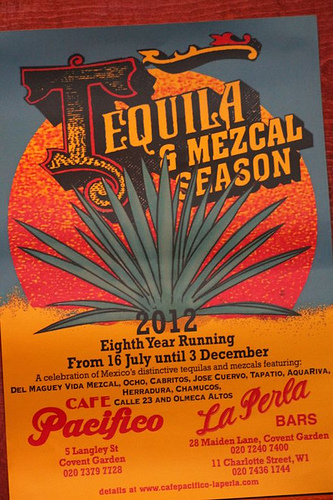 TEQUILA
& MEZCAL
SEASON
2012
Eighth Year Running
From 16 July until 3 December
A celebration of Mexico's distinctive tequilas and mezcals featuring:
DEL MAGUEY VIDA MEZCAL, OCHO, CABRITOS, JOSE CUERVO, TAPATIO, AQUARIVA,
HERRADURA, CHAMUCOS,
CALLE 23 AND OLMECA ALTOS
CAFE
Pacifico
5 Langley St
Covent Garden
020 7379 7728
La Perla
BARS
28 Maiden Lane, Covent Garden
020 7240 7400
11 Charlotte Street, W1
020 7436 1744
details at www.cafepacifico-laperla.com